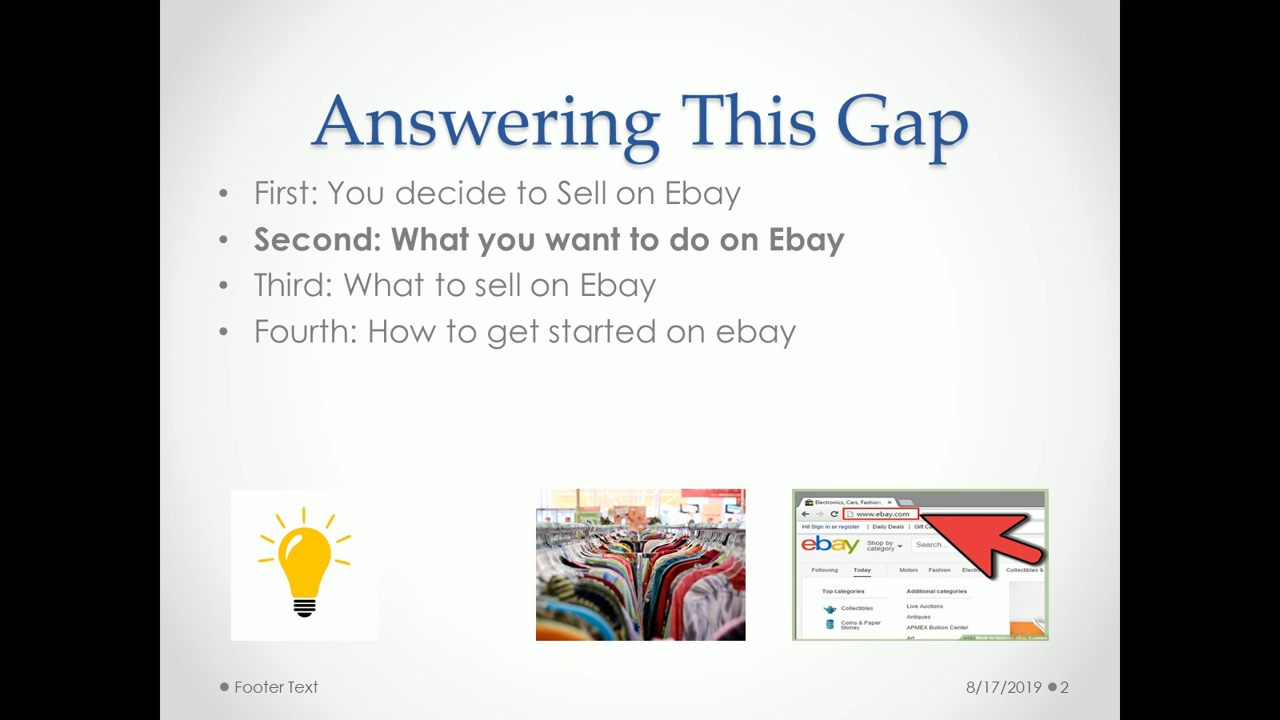 Answering This Gap
• First: You decide to Sell on Ebay
• Second: What you want to do on Ebay
• Third: What to sell on Ebay
• Fourth: How to get started on ebay
Electronics, Cars, Fashion,
www.ebay.com
Hi! Sign in or register | Daily Deals | Gift
ebay Shop by category Search...
Following Today Motors Fashion Collectibles &
Top categories Additional categories
Collectibles Live Auctions
Coins & Paper Money Antiques
APMEX Bullion Center
Art
Footer Text 8/17/2019 2